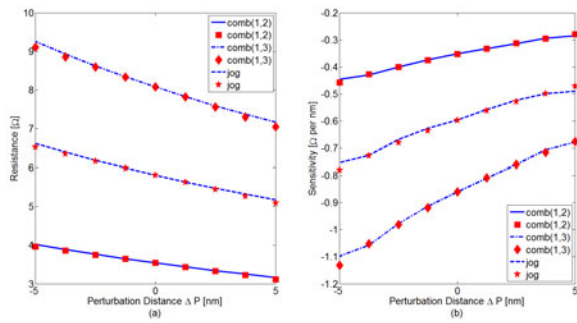 10
9
8
7
6
5
4
3
-5
0
5
Resistance [Ω]
Perturbation Distance Δ P [nm]
(a)
comb(1,2)
comb(1,2)
comb(1,3)
comb(1,3)
jog
jog
-0.2
-0.3
-0.4
-0.5
-0.6
-0.7
-0.8
-0.9
-1
-1.1
-1.2
-5
0
5
Sensitivity [Ω per nm]
Perturbation Distance Δ P [nm]
(b)
comb(1,2)
comb(1,2)
comb(1,3)
comb(1,3)
jog
jog